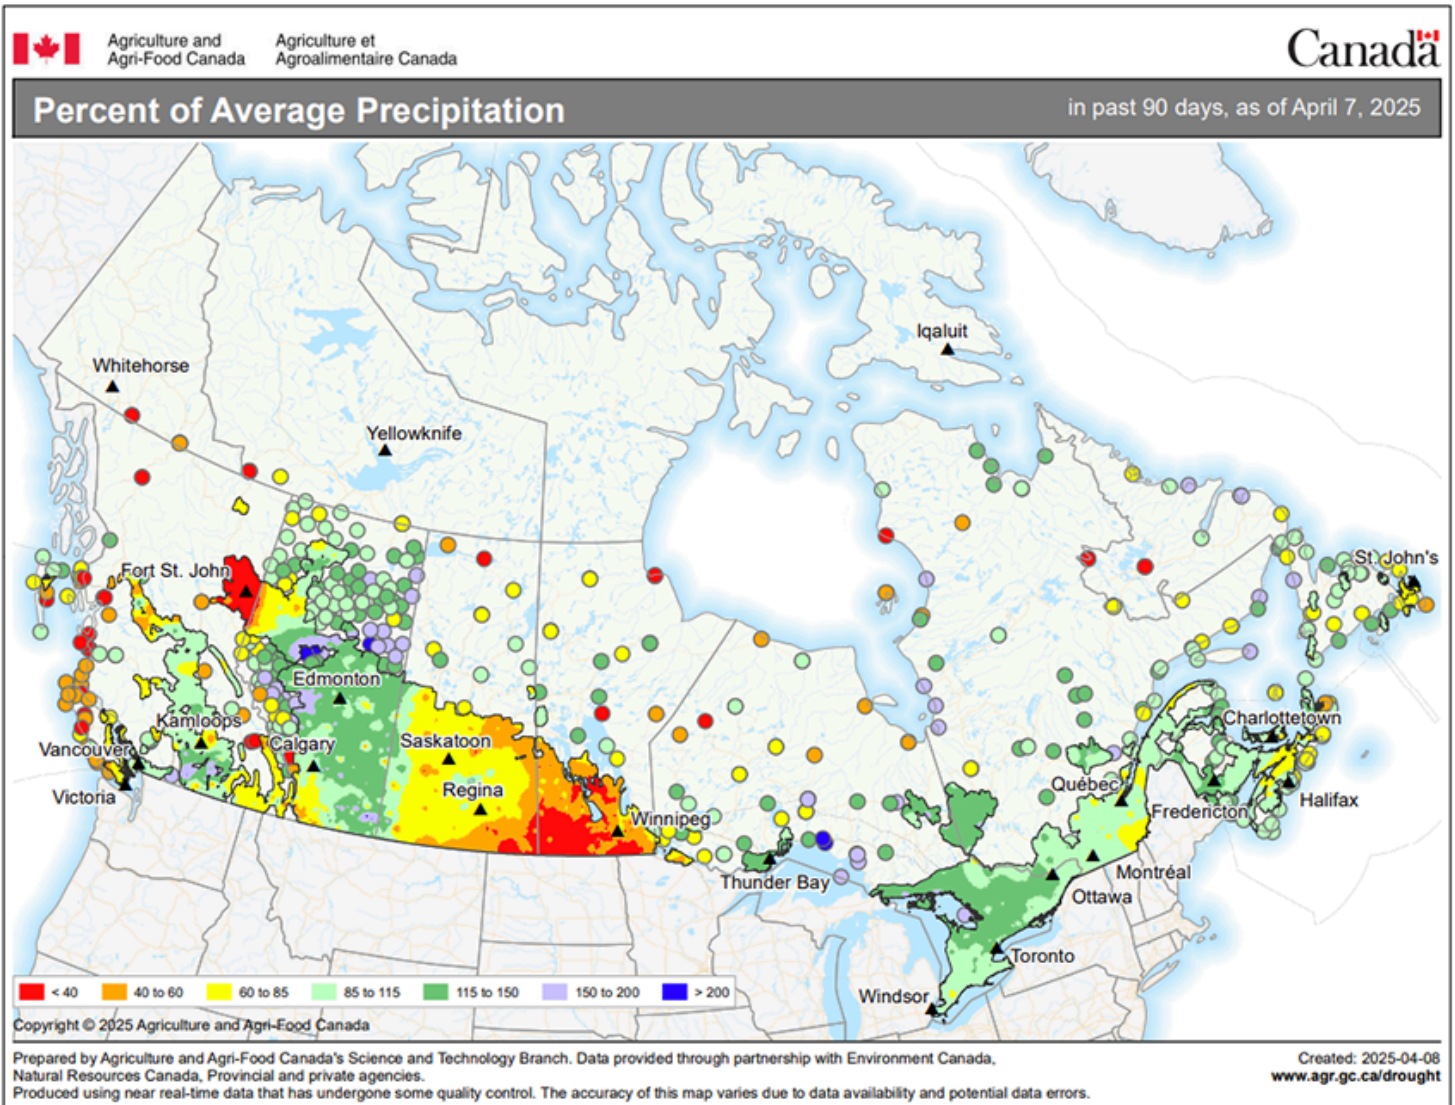 Agriculture and
Agri-Food Canada
Agriculture et
Agroalimentaire Canada
Canada
Percent of Average Precipitation
in past 90 days, as of April 7, 2025
Iqaluit
Whitehorse
Yellowknife
Fort St. John
St. John's
Edmonton
Kamloops
Charlottetown
Vancouver
Calgary
Saskatoon
Québec
Regina
Victoria
Halifax
Fredericton
Winnipeg
Montréal
Thunder Bay
Ottawa
Toronto
Windsor
< 40 40 to 60 60 to 85 85 to 115 115 to 150 150 to 200 > 200
Copyright © 2025 Agriculture and Agri-Food Canada
Prepared by Agriculture and Agri-Food Canada's Science and Technology Branch. Data provided through partnership with Environment Canada,
Natural Resources Canada, Provincial and private agencies.
Produced using near real-time data that has undergone some quality control. The accuracy of this map varies due to data availability and potential data errors.
Created: 2025-04-08
www.agr.gc.ca/drought